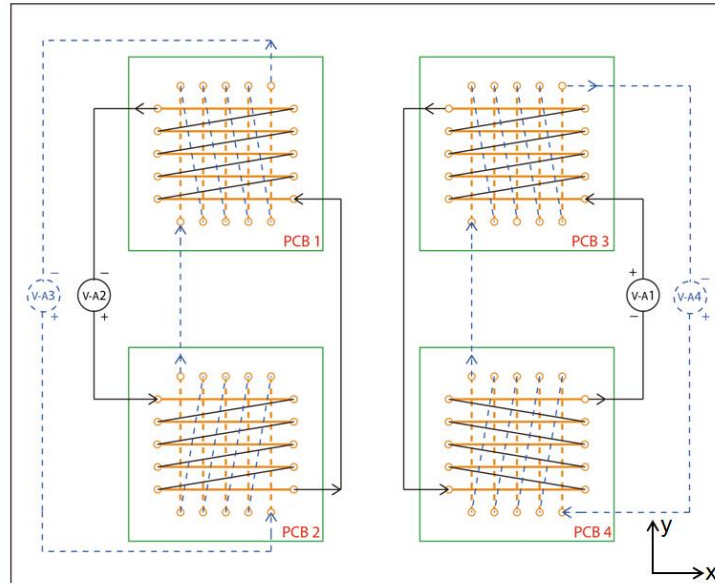 PCB 1
PCB 3
−
−
+
V-A3
V-A2
V-A1
V-A4
+
+
−
PCB 2
PCB 4
y
x